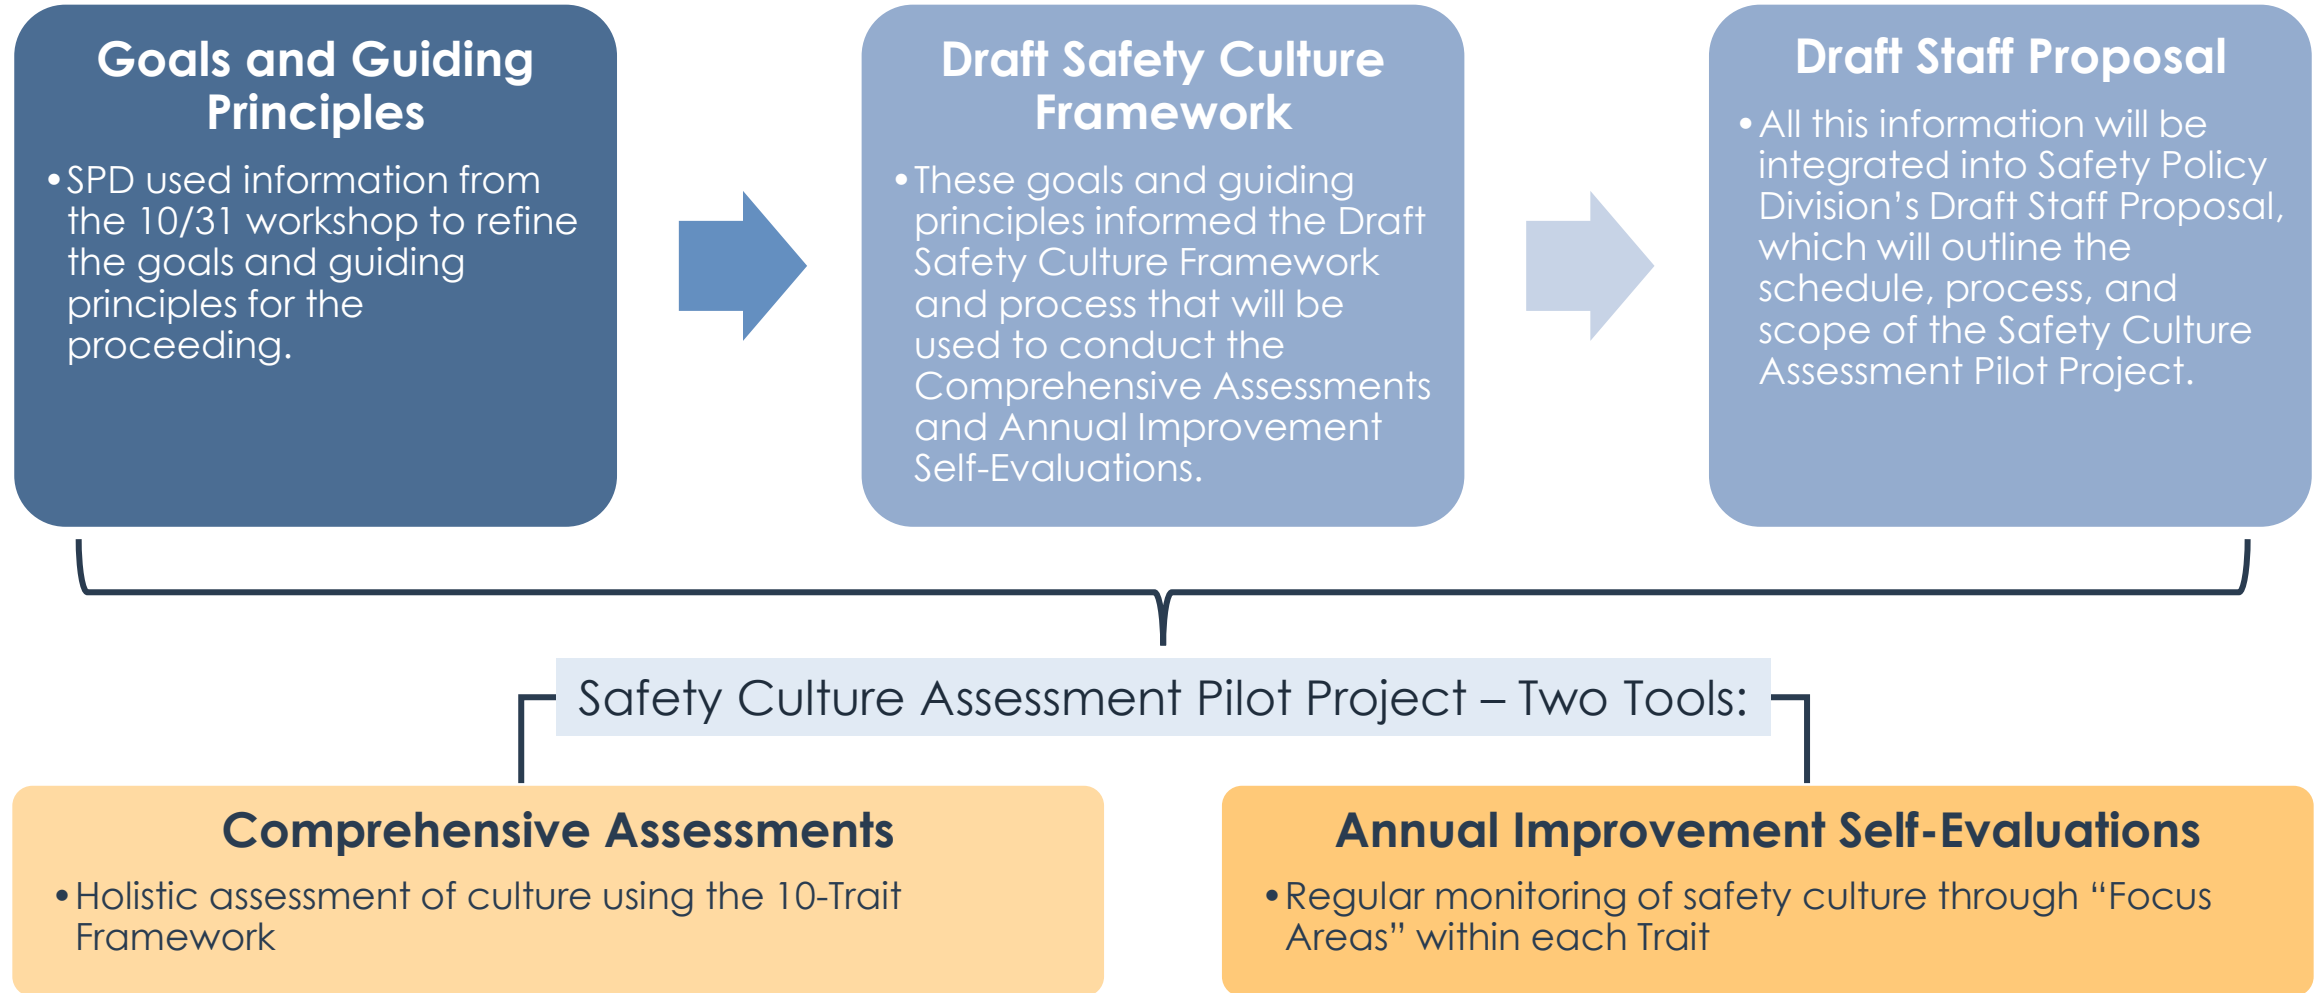 Goals and Guiding
Principles
•SPD used information from
the 10/31 workshop to refine
the goals and guiding
principles for the
proceeding.
Draft Safety Culture
Framework
•These goals and guiding
principles informed the Draft
Safety Culture Framework
and process that will be
used to conduct the
Comprehensive Assessments
and Annual Improvement
Self-Evaluations.
Draft Staff Proposal
•All this information will be
integrated into Safety Policy
Division’s Draft Staff Proposal,
which will outline the
schedule, process, and
scope of the Safety Culture
Assessment Pilot Project.
Safety Culture Assessment Pilot Project – Two Tools:
Comprehensive Assessments
•Holistic assessment of culture using the 10-Trait
Framework
Annual Improvement Self-Evaluations
•Regular monitoring of safety culture through “Focus
Areas” within each Trait